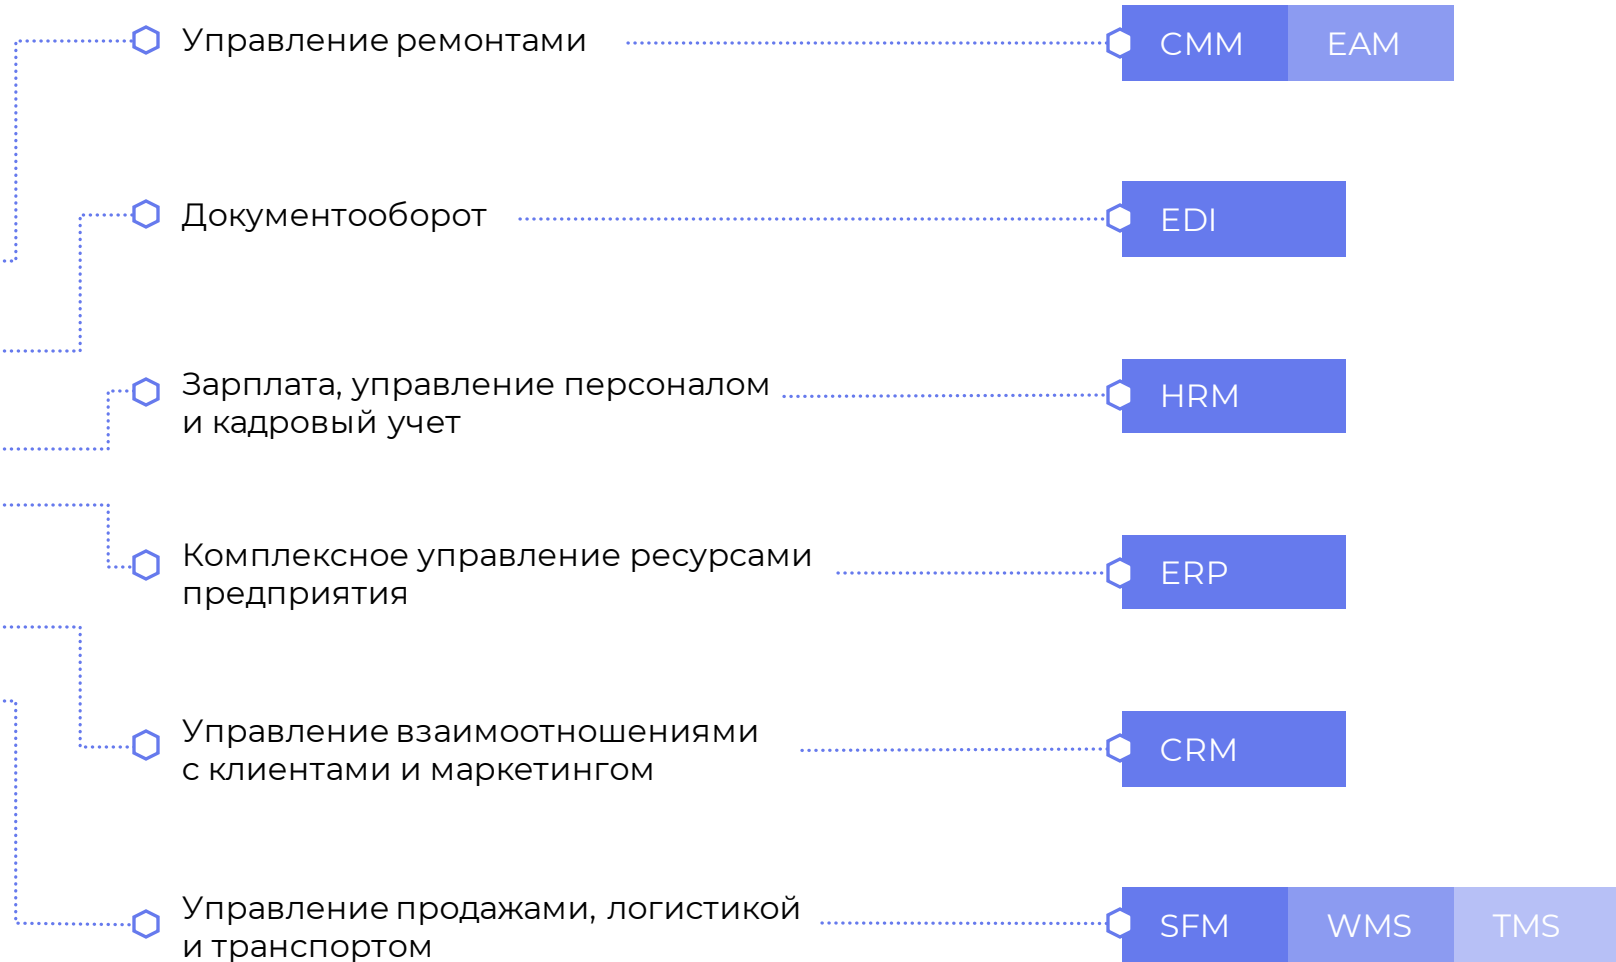 Управление ремонтами
CMM EAM
Документооборот
EDI
Зарплата, управление персоналом
и кадровый учет
HRM
Комплексное управление ресурсами
предприятия
ERP
Управление взаимоотношениями
с клиентами и маркетингом
CRM
Управление продажами, логистикой
и транспортом
SFM WMS TMS